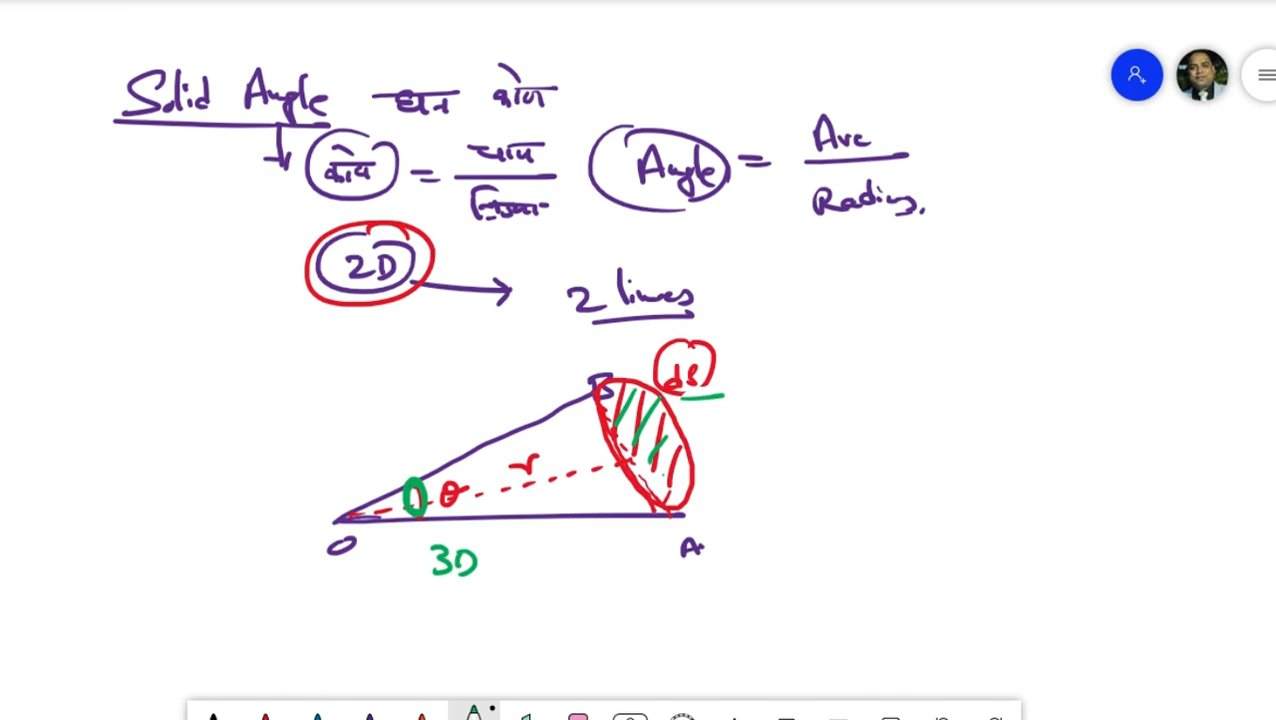 Solid Angle घन कोण
कोण = चाप / त्रिज्या Angle = Arc / Radius.
2D → 2 lines
B dS
θ r
O A
3D